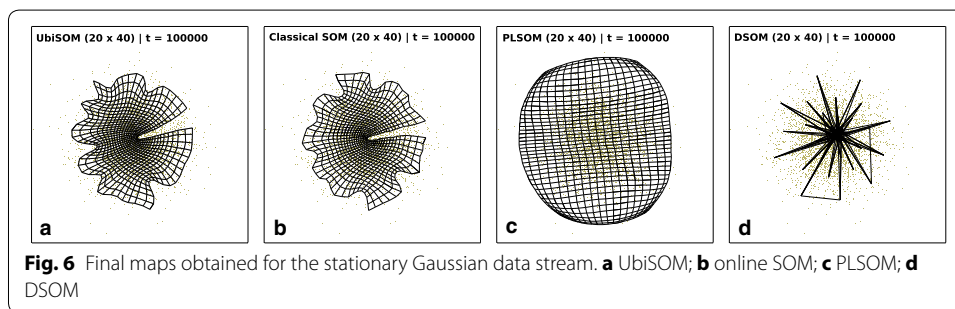 UbiSOM (20 x 40) | t = 100000
Classical SOM (20 x 40) | t = 100000
PLSOM (20 x 40) | t = 100000
DSOM (20 x 40) | t = 100000
a
b
c
d
Fig. 6 Final maps obtained for the stationary Gaussian data stream. a UbiSOM; b online SOM; c PLSOM; d
DSOM